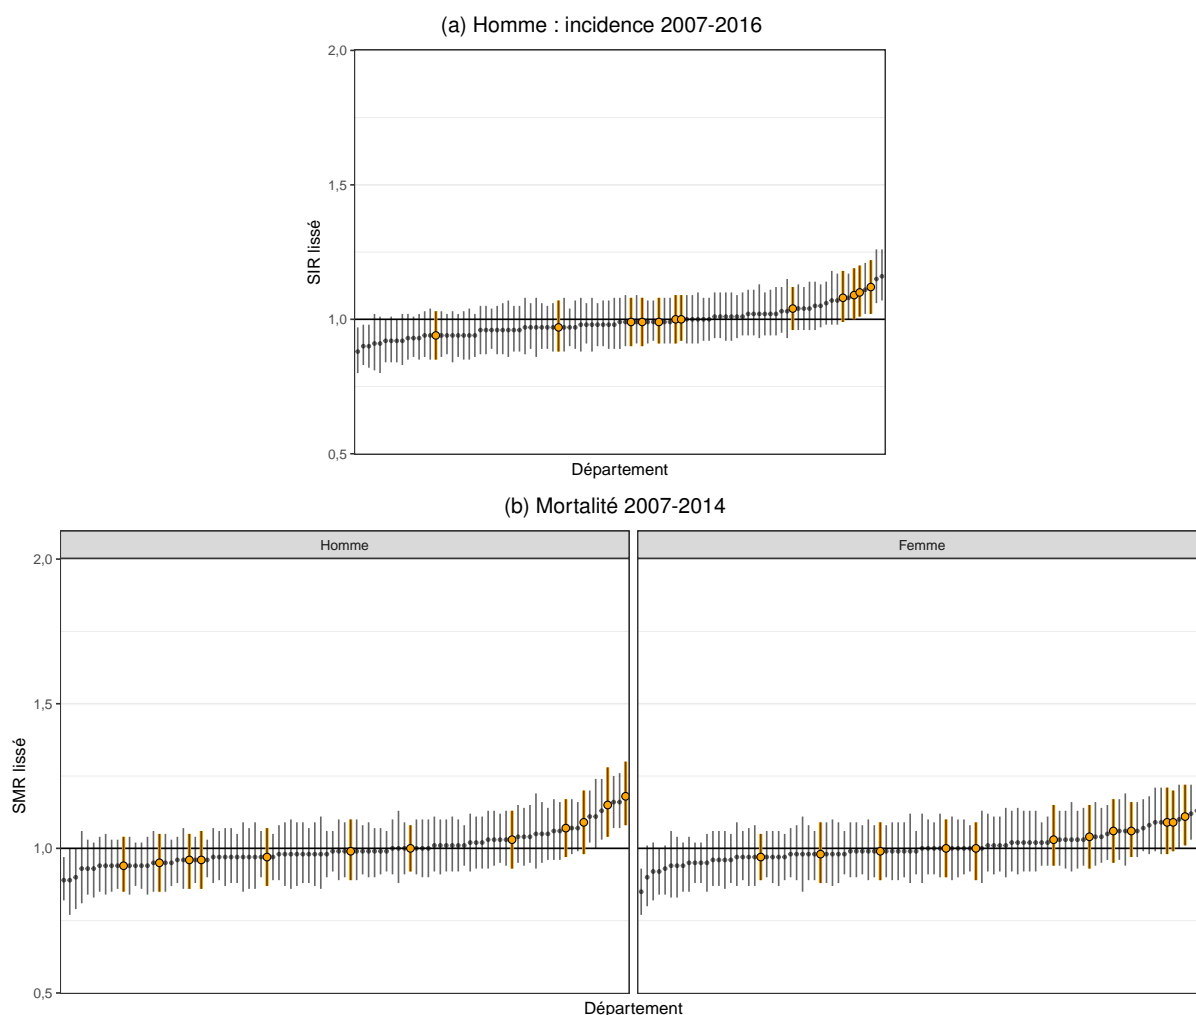 (a) Homme : incidence 2007-2016
2,0
1,5
1,0
0,5
SIR lissé
Département
(b) Mortalité 2007-2014
Homme
Femme
2,0
1,5
1,0
0,5
SMR lissé
Département